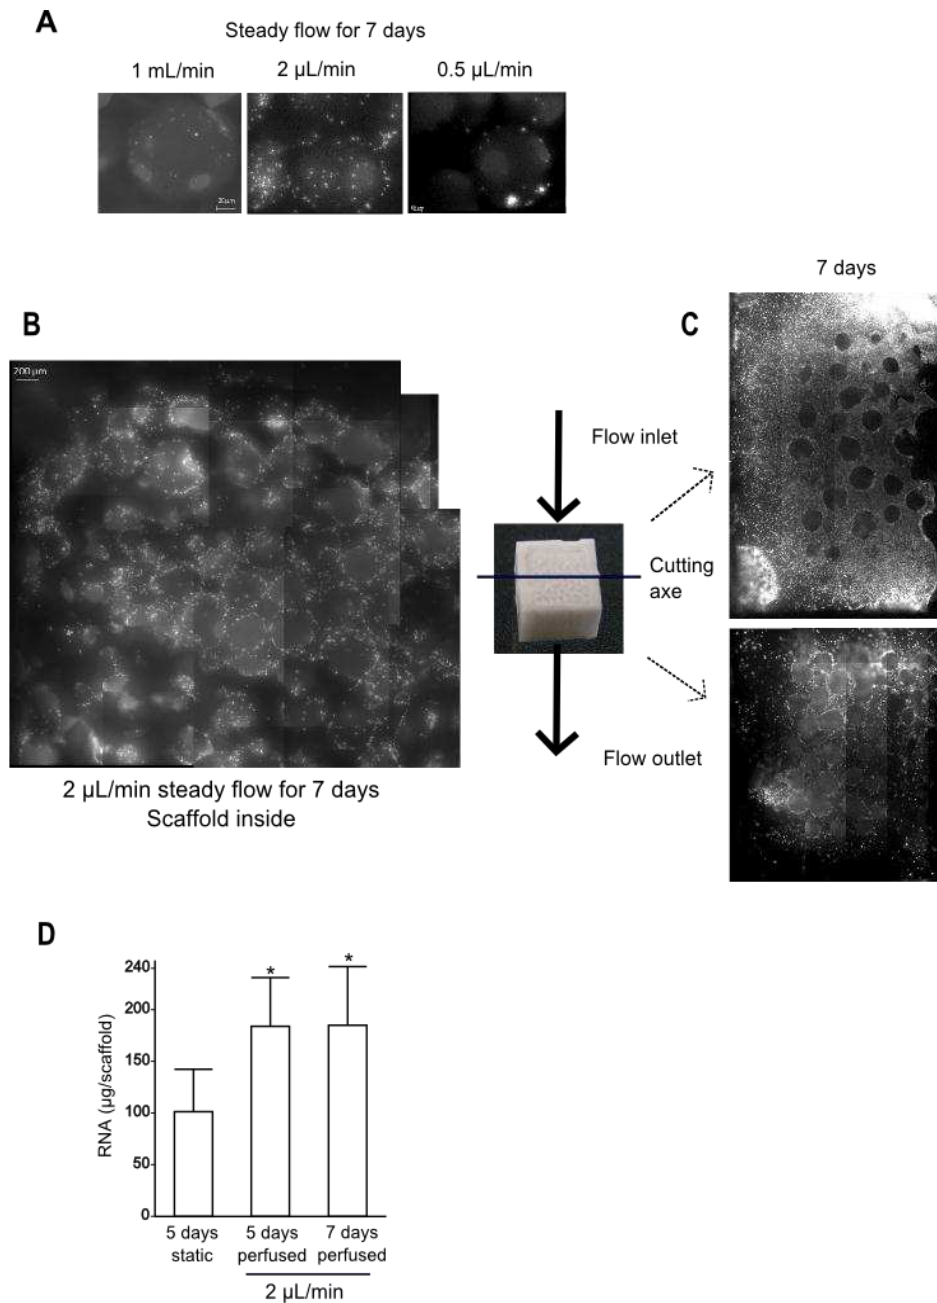 A
Steady flow for 7 days
1 mL/min
2 µL/min
0.5 µL/min
20µm
B
200 µm
2 µL/min steady flow for 7 days
Scaffold inside
Flow inlet
Cutting
axe
Flow outlet
C
7 days
D
RNA (µg/scaffold)
240
200
150
100
50
0
*
*
5 days
static
5 days
perfused
7 days
perfused
2 µL/min